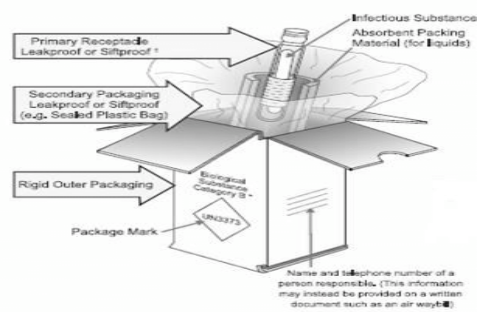 Infectious Substance
Absorbent Packing
Material (for liquids)
Primary Receptacle
Leakproof or Siftproof
Secondary Packaging
Leakproof or Siftproof
(e.g. Sealed Plastic Bag)
Rigid Outer Packaging
Biological
Substance
Category B
UN3373
Package Mark
Name and telephone number of a
person responsible. (This information
may instead be provided on a written
document such as an air waybill)